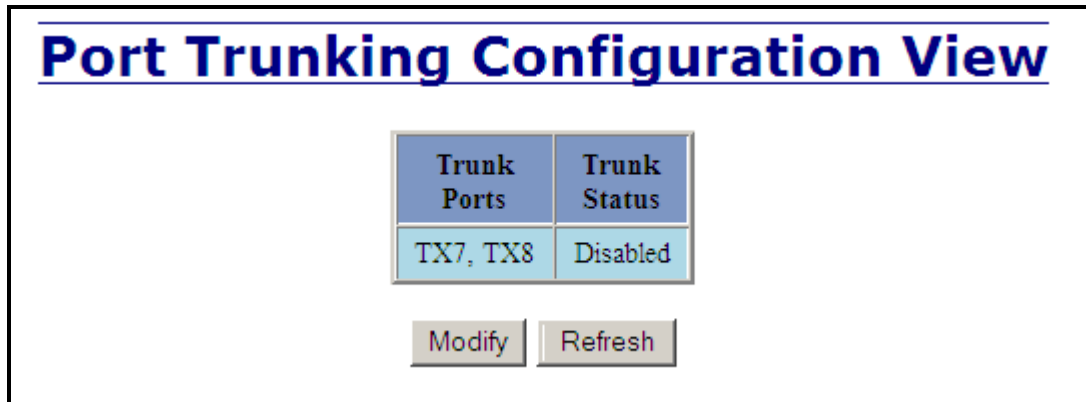 Port Trunking Configuration View
Trunk Ports
Trunk Status
TX7, TX8
Disabled
Modify
Refresh